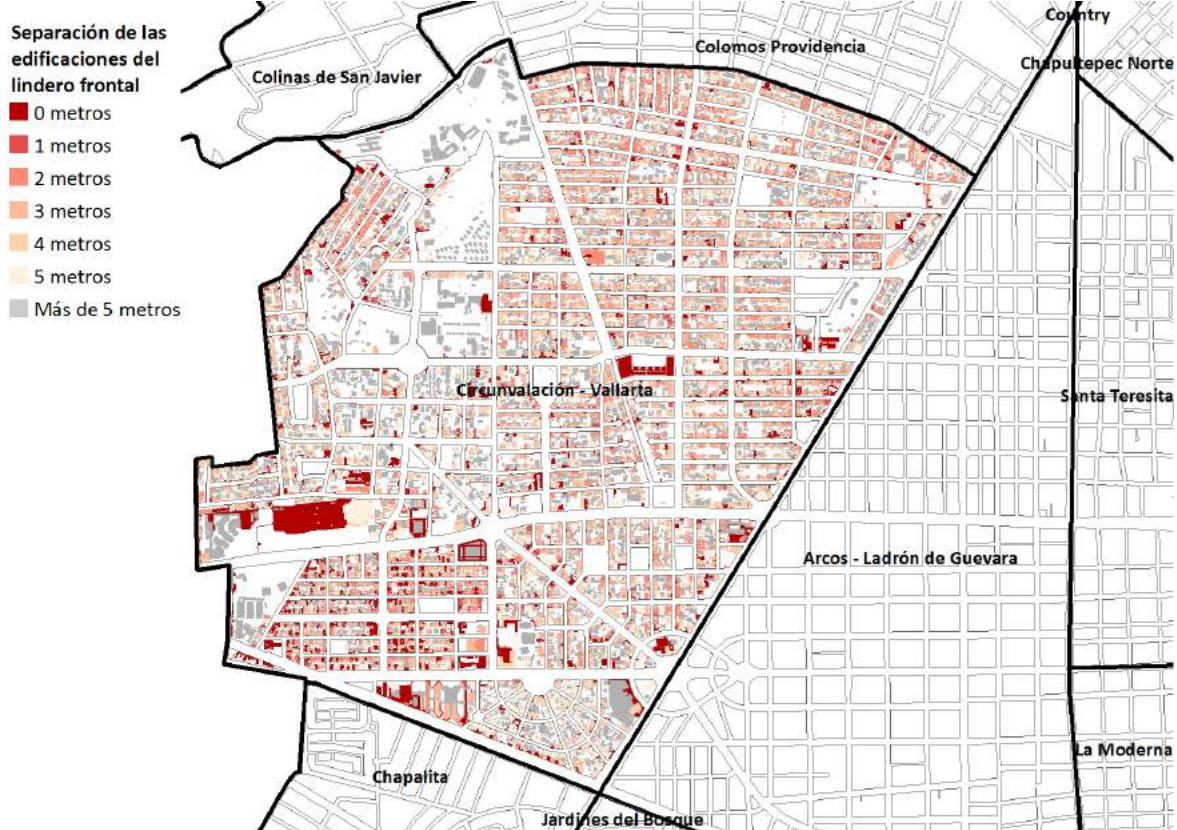 Separación de las
edificaciones del
lindero frontal
0 metros
1 metros
2 metros
3 metros
4 metros
5 metros
Más de 5 metros
Country
Colomos Providencia
Chapultepec Norte
Colinas de San Javier
Circunvalación - Vallarta
Santa Teresita
Arcos - Ladrón de Guevara
La Moderna
Chapalita
Jardines del Bosque